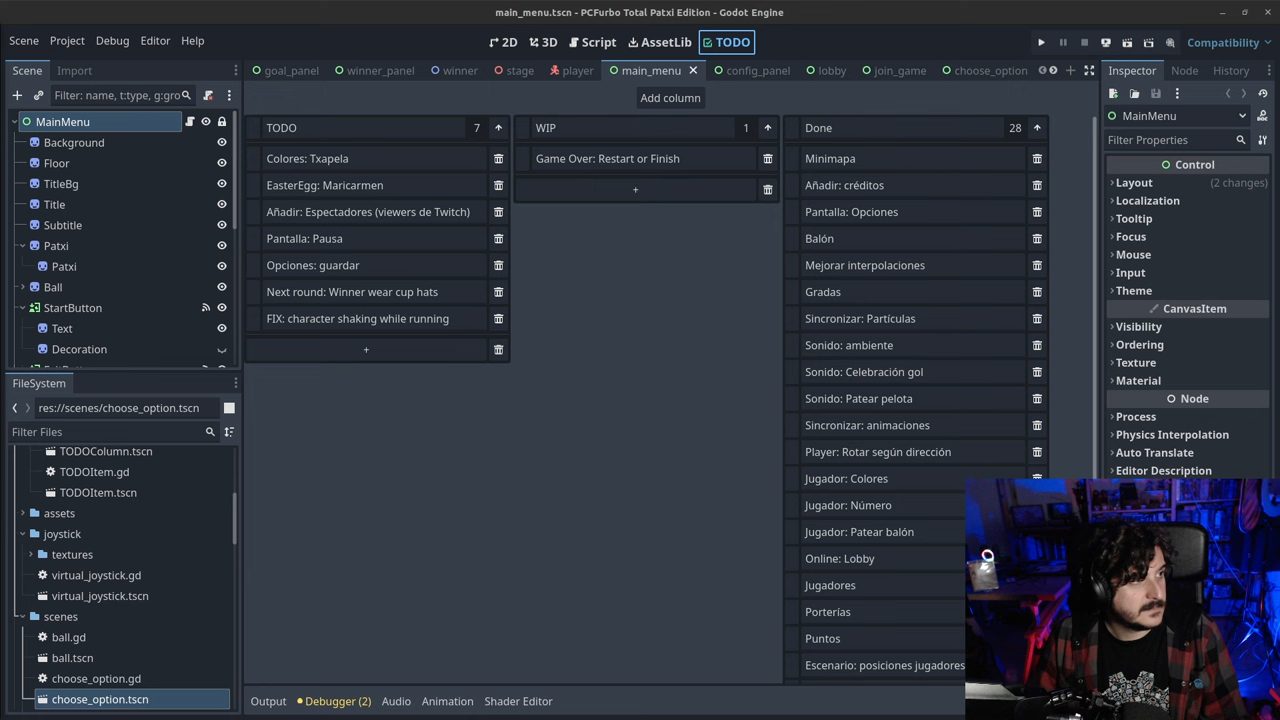 main_menu.tscn - PCFurbo Total Patxi Edition - Godot Engine
Scene Project Debug Editor Help
2D 3D Script AssetLib TODO
Compatibility
Scene Import
goal_panel winner_panel winner stage player main_menu config_panel lobby join_game choose_option
Inspector Node History
Filter: name, t:type, g:gro
Add column
MainMenu
MainMenu
Filter Properties
Background
Floor
TitleBg
Title
Subtitle
Patxi
Patxi
Ball
StartButton
Text
Decoration
TODO 7
Colores: Txapela
EasterEgg: Maricarmen
Añadir: Espectadores (viewers de Twitch)
Pantalla: Pausa
Opciones: guardar
Next round: Winner wear cup hats
FIX: character shaking while running
+
WIP 1
Game Over: Restart or Finish
+
Done 28
Minimapa
Añadir: créditos
Pantalla: Opciones
Balón
Mejorar interpolaciones
Gradas
Sincronizar: Partículas
Sonido: ambiente
Sonido: Celebración gol
Sonido: Patear pelota
Sincronizar: animaciones
Player: Rotar según dirección
Jugador: Colores
Jugador: Número
Jugador: Patear balón
Online: Lobby
Jugadores
Porterías
Puntos
Escenario: posiciones jugadores
Control
Layout (2 changes)
Localization
Tooltip
Focus
Mouse
Input
Theme
CanvasItem
Visibility
Ordering
Texture
Material
Node
Process
Physics Interpolation
Auto Translate
Editor Description
FileSystem
res://scenes/choose_option.tscn
Filter Files
TODOColumn.tscn
TODOItem.gd
TODOItem.tscn
assets
joystick
textures
virtual_joystick.gd
virtual_joystick.tscn
scenes
ball.gd
ball.tscn
choose_option.gd
choose_option.tscn
Output Debugger (2) Audio Animation Shader Editor